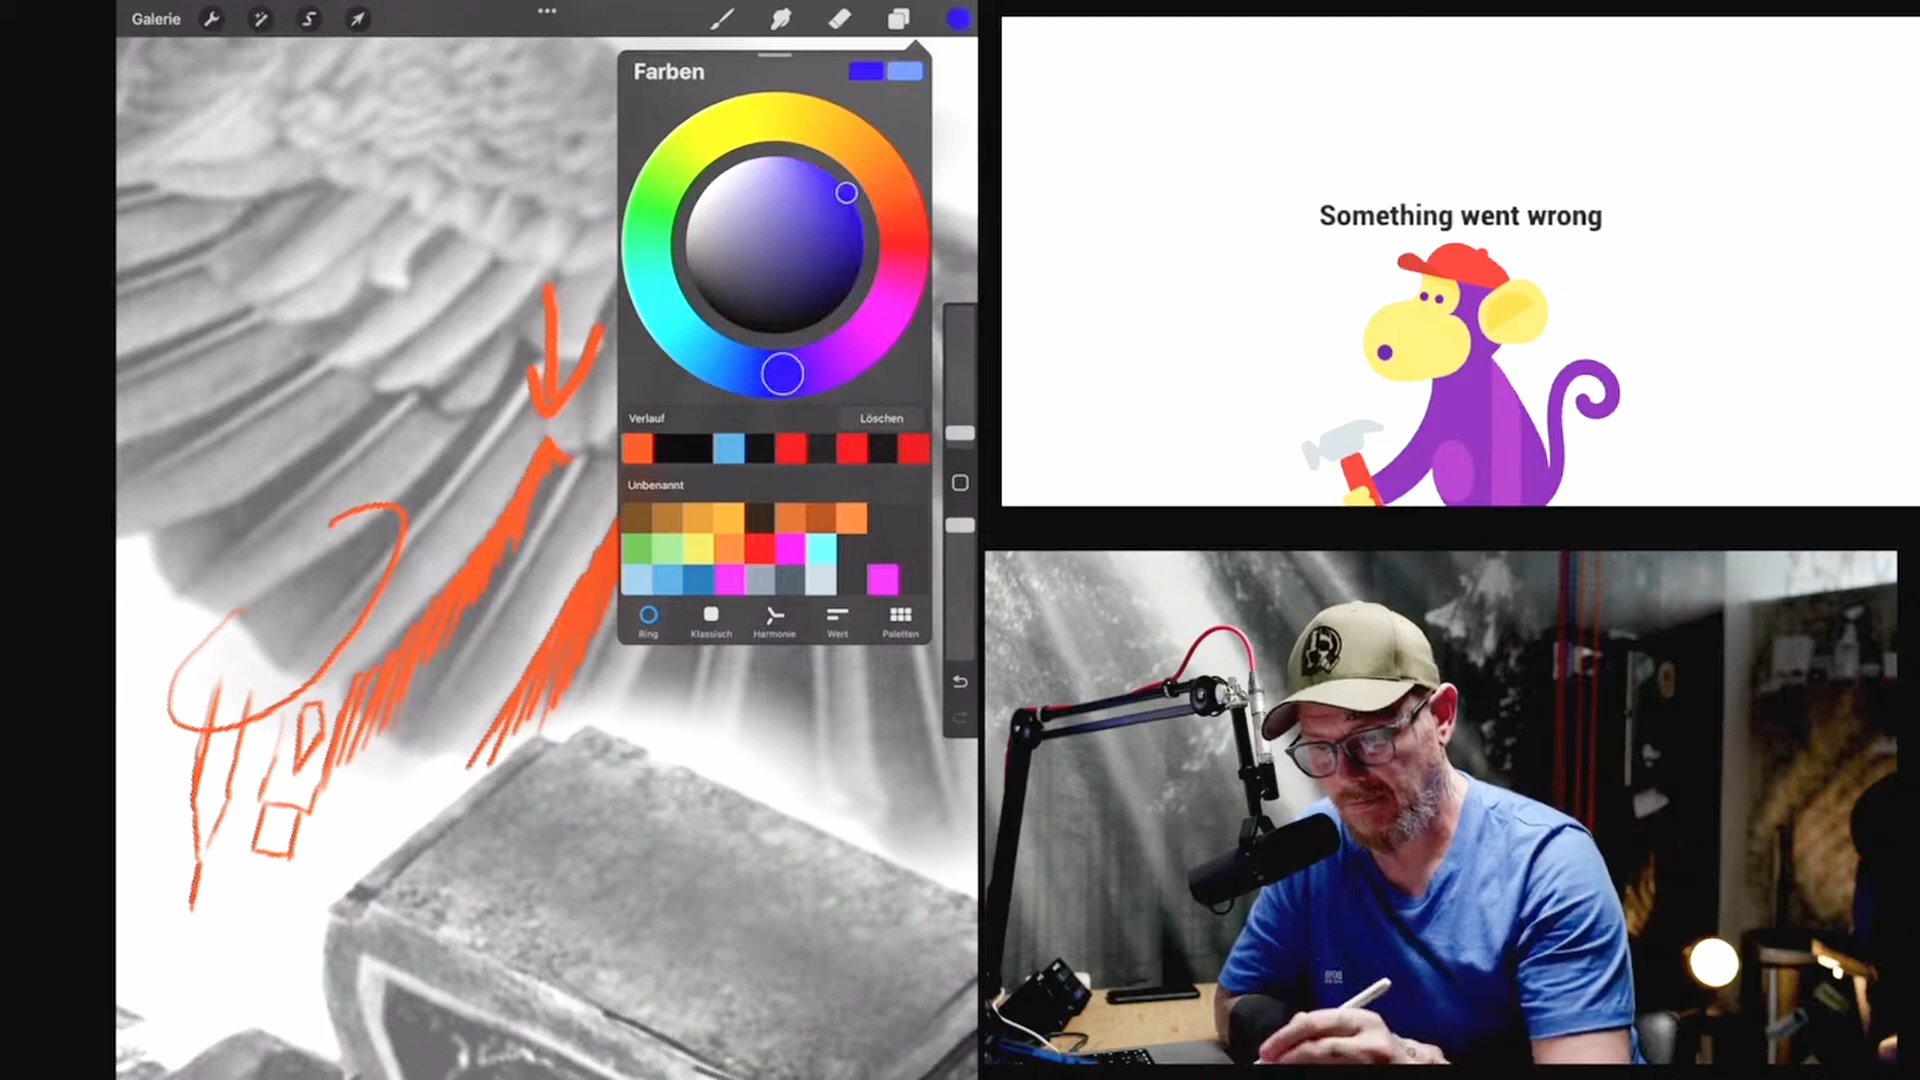 Galerie
Farben
Verlauf
Löschen
Unbenannt
Ring
Klassisch
Harmonie
Wert
Paletten
Something went wrong